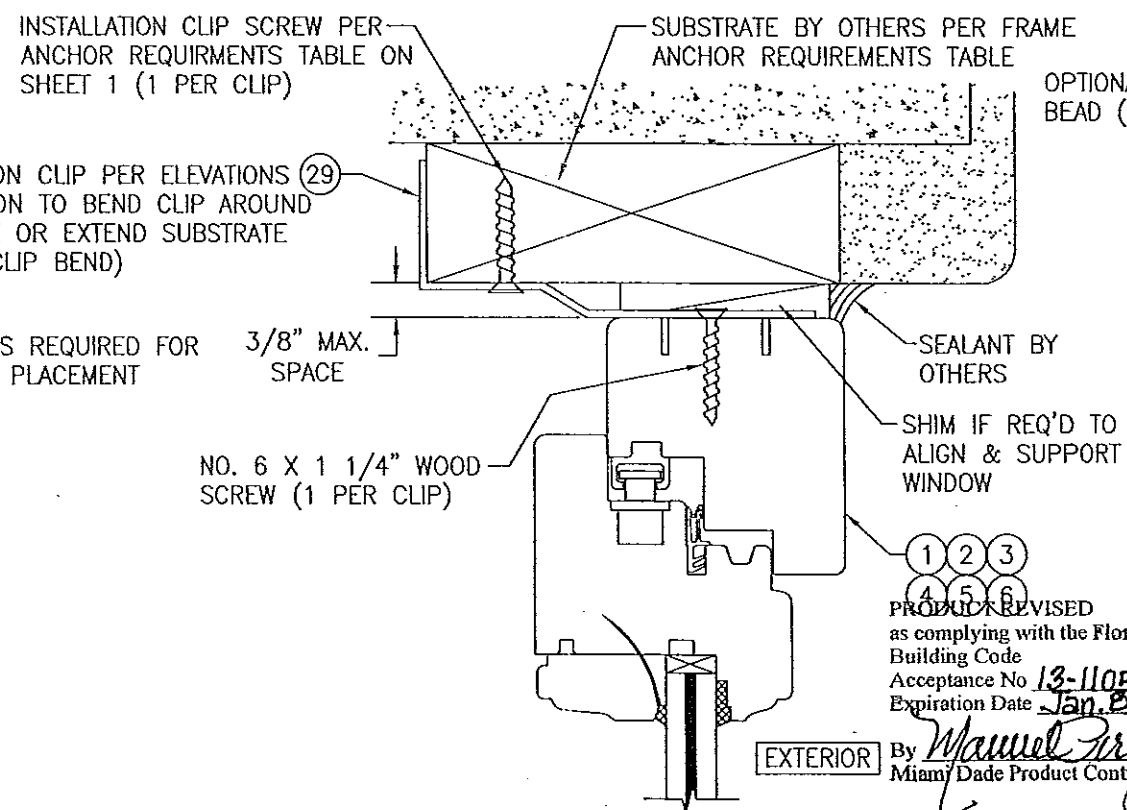 INSTALLATION CLIP SCREW PER
ANCHOR REQUIRMENTS TABLE ON
SHEET 1 (1 PER CLIP)
SUBSTRATE BY OTHERS PER FRAME
ANCHOR REQUIREMENTS TABLE
BEAD (
CLIP PER ELEVATIONS 29
TO BEND CLIP AROUND
OR EXTEND SUBSTRATE
CLIP BEND)
REQUIRED FOR
PLACEMENT
3/8" MAX.
SPACE
SEALANT BY
OTHERS
SHIM IF REQ'D TO
ALIGN & SUPPORT
WINDOW
NO. 6 X 1 1/4" WOOD
SCREW (1 PER CLIP)
1 2 3
4 5 6
PRODUCT REVISED
as complying with the
Building Code
Acceptance No
Expiration Date Jan.
EXTERIOR
By Manuel
Miami Dade Product